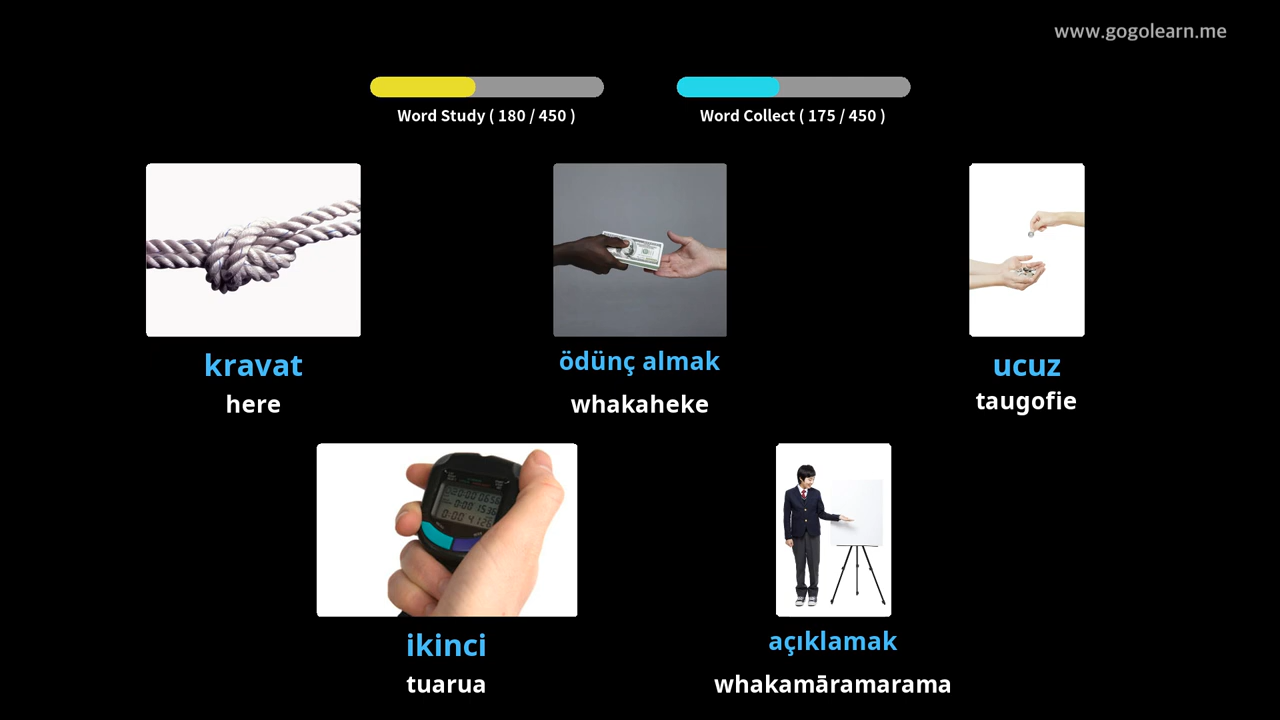 www.gogolearn.me
Word Study ( 180 / 450 )
Word Collect ( 175 / 450 )
kravat
here
ödünç almak
whakaheke
ucuz
taugofie
ikinci
tuarua
açıklamak
whakamāramarama